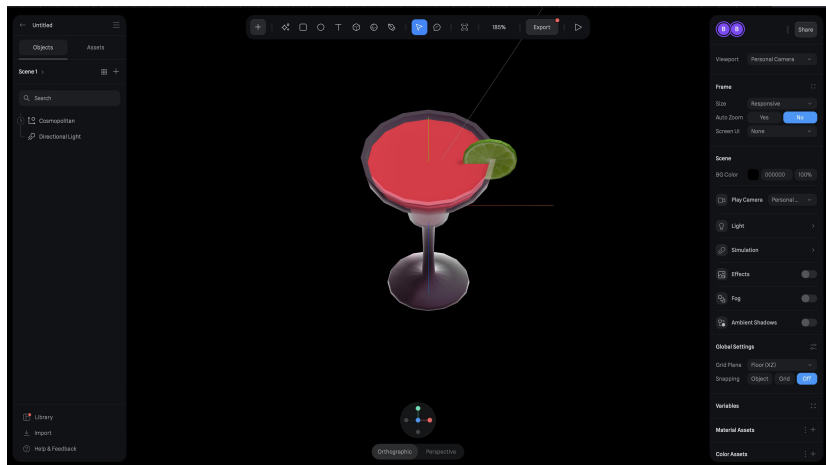 Untitled
Objects Assets
Scene 1
Search
Cosmopolitan
Directional Light
Library
Import
Help & Feedback
T
185%
Export
Orthographic Perspective
B B
Share
Viewport Personal Camera
Frame
Size Responsive
Auto Zoom Yes No
Screen UI None
Scene
BG Color 000000 100%
Play Camera Personal ...
Light
Simulation
Effects
Fog
Ambient Shadows
Global Settings
Grid Plane Floor (XZ)
Snapping Object Grid Off
Variables
Material Assets
Color Assets